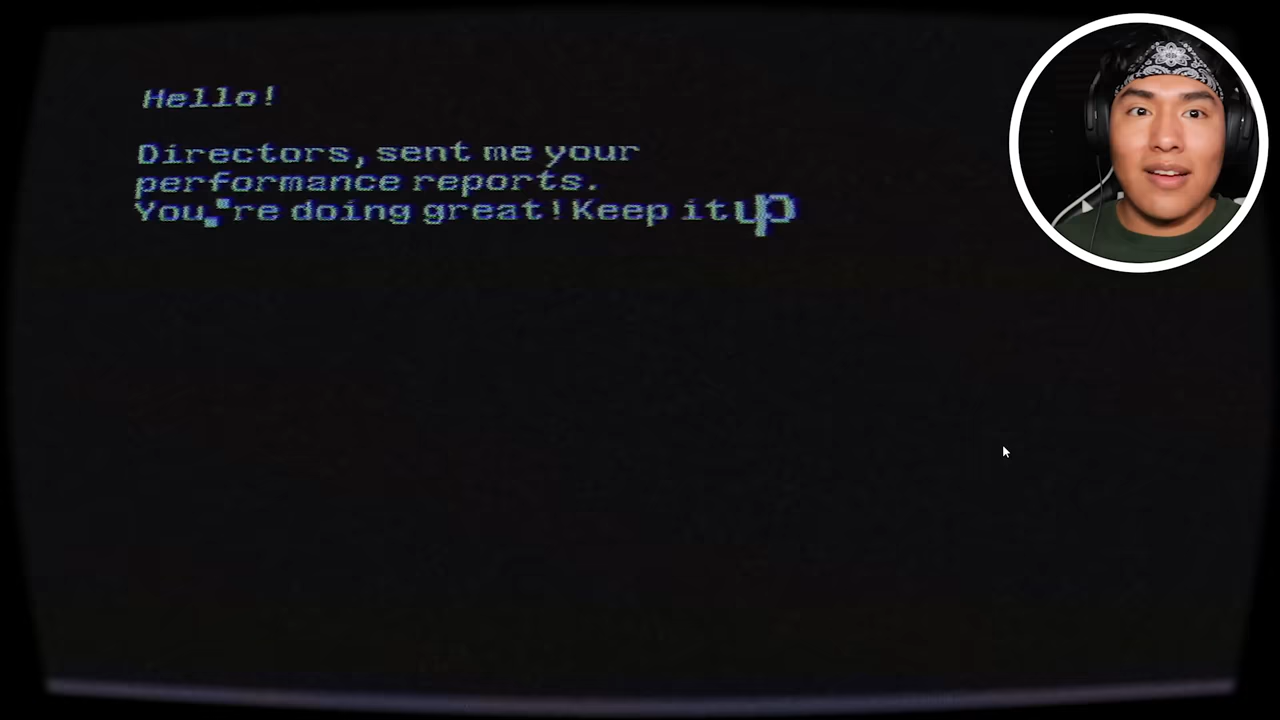 Hello!
Directors, sent me your
performance reports.
You,"re doing great! Keep it up